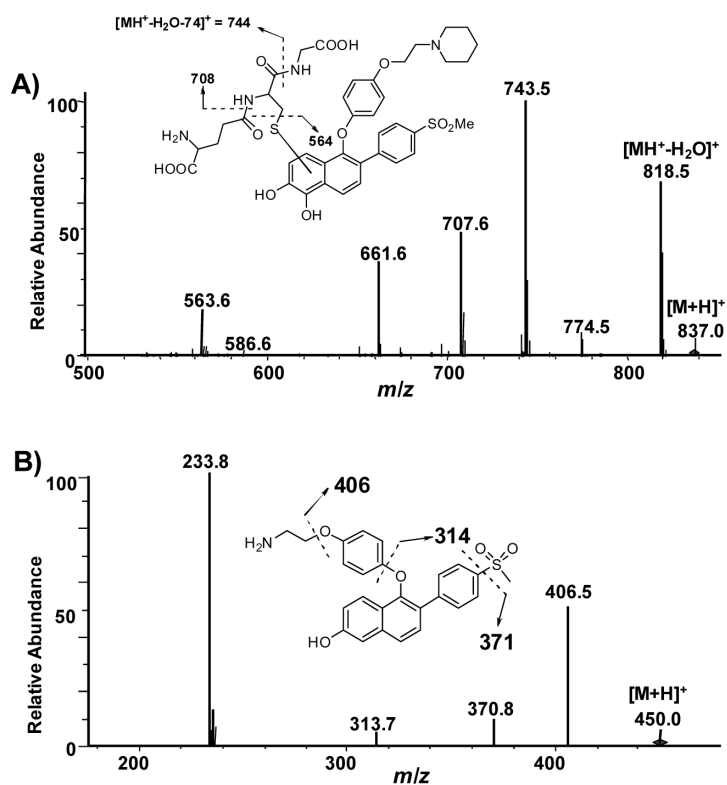 A)
[MH⁺-H₂O-74]⁺ = 744
COOH
O
NH
N
O
708
HN
S
O
564
O
SO₂Me
H₂N
COOH
HO
OH
743.5
[MH⁺-H₂O]⁺
818.5
707.6
661.6
563.6
586.6
774.5
[M+H]⁺
837.0
100
50
0
Relative Abundance
500 600 700 800
m/z
B)
233.8
406
H₂N
O
314
O O
S
O
371
HO
406.5
370.8
313.7
[M+H]⁺
450.0
100
50
0
Relative Abundance
200 300 400
m/z